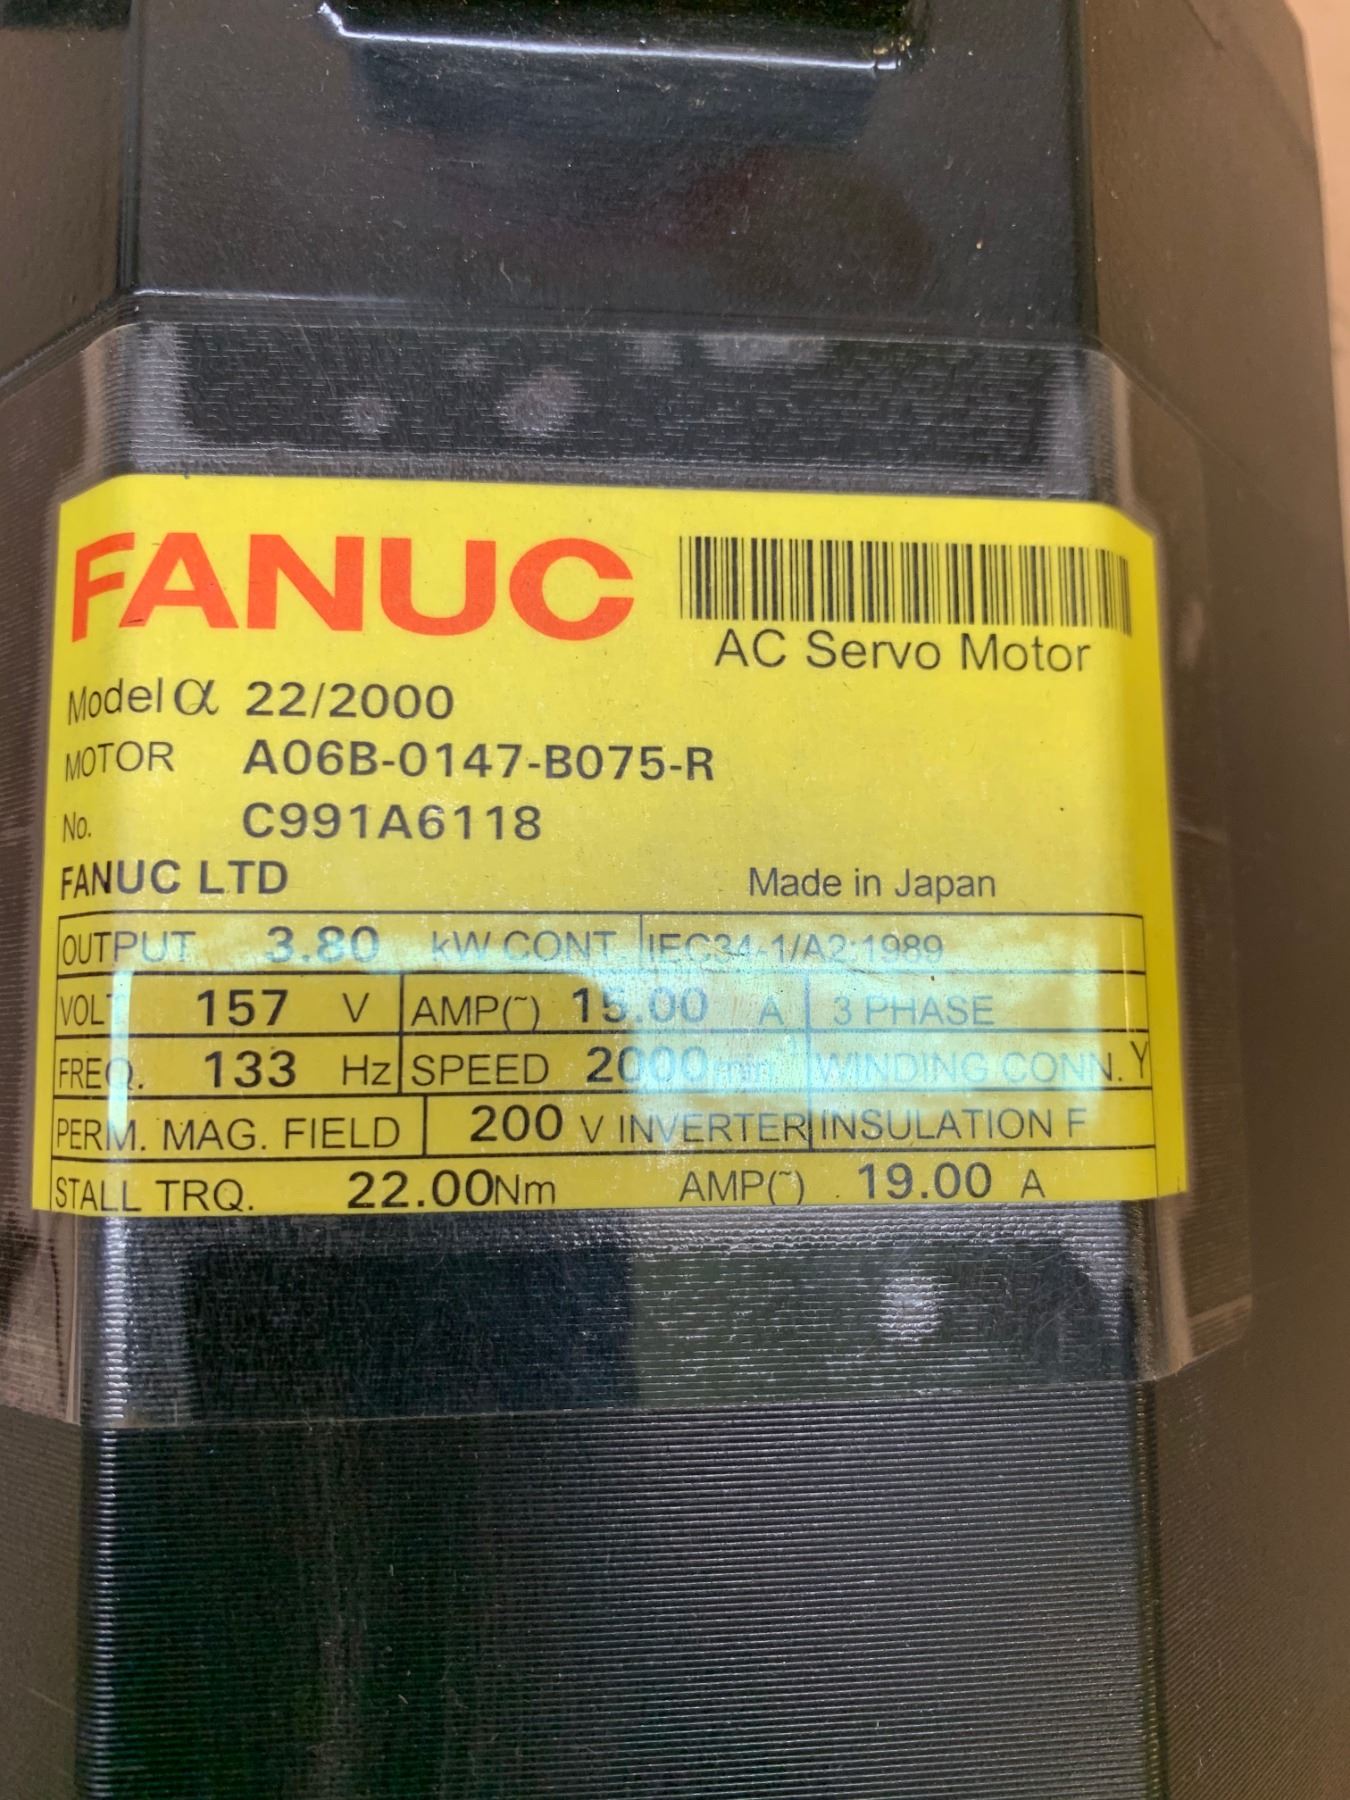 FANUC
AC Servo Motor
Model α 22/2000
MOTOR A06B-0147-B075-R
No. C991A6118
FANUC LTD Made in Japan
OUTPUT 3.80 kW CONT. IEC34-1/A2:1989
VOLT 157 V AMP(~) 15.00 A 3 PHASE
FREQ. 133 Hz SPEED 2000 min⁻¹ WINDING CONN. Y
PERM. MAG. FIELD 200 V INVERTER INSULATION F
STALL TRQ. 22.00Nm AMP(~) 19.00 A